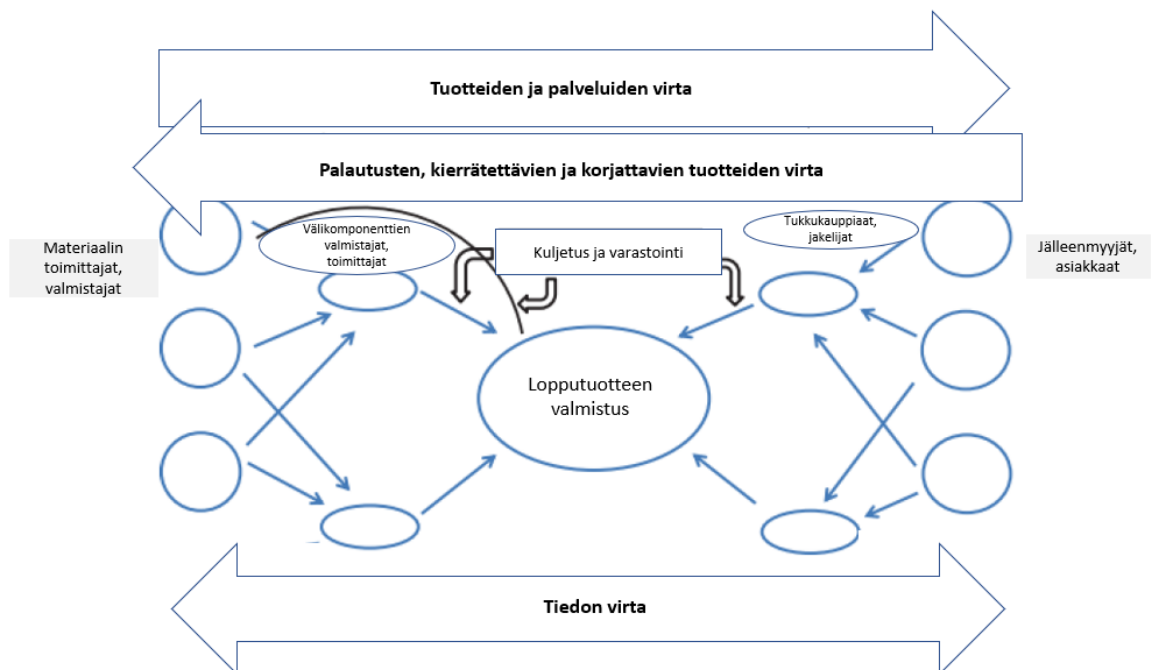 Tuotteiden ja palveluiden virta
Palautusten, kierrätettävien ja korjattavien tuotteiden virta
Materiaalin
toimittajat,
valmistajat
Välikomponenttien
valmistajat,
toimittajat
Kuljetus ja varastointi
Tukkukauppiaat,
jakelijat
Jälleenmyyjät,
asiakkaat
Lopputuotteen
valmistus
Tiedon virta